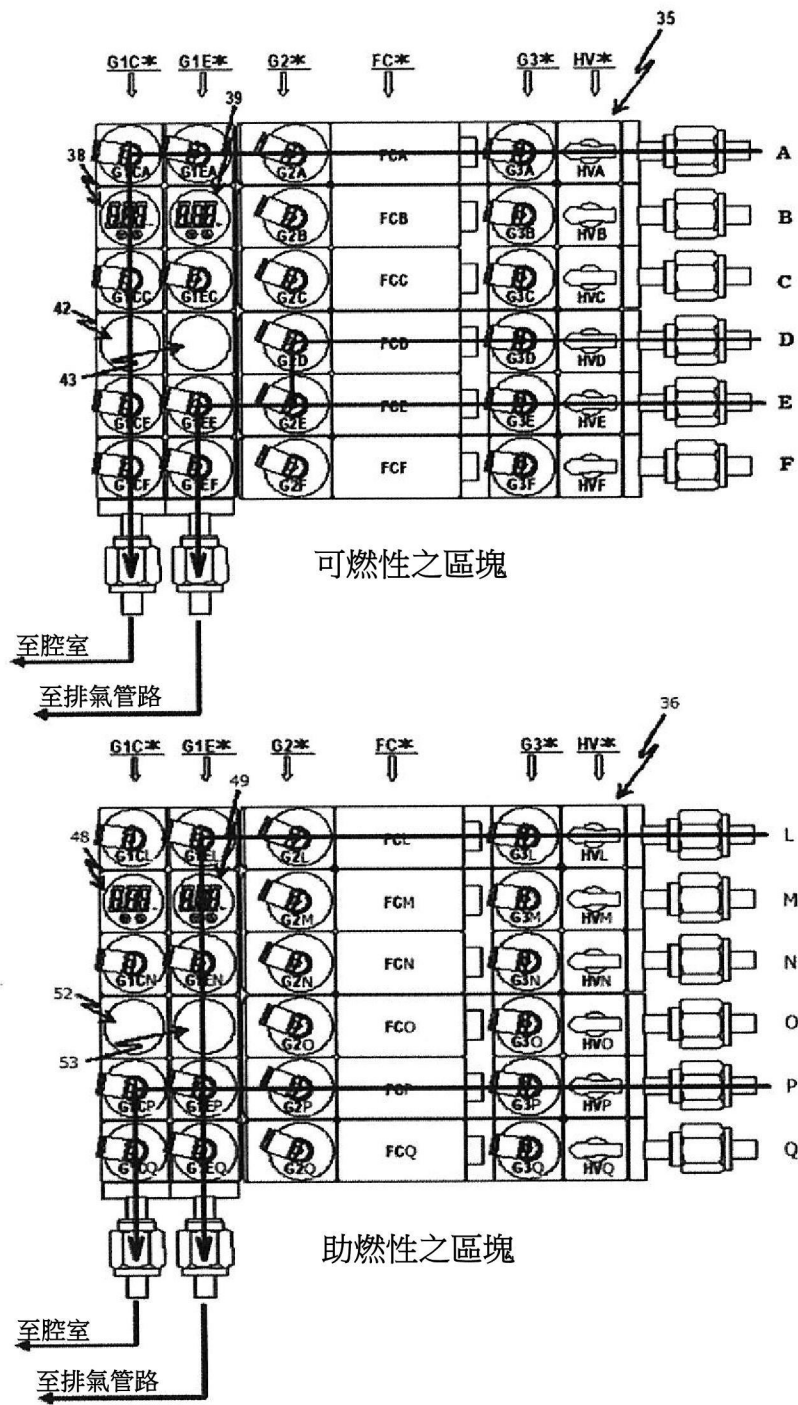 35
G1C* G1E* G2* FC* G3* HV*
39
38
G1CA G1EA G2A FCA G3A HVA A
G2B FCB G3B HVB B
G1CC G1EC G2C FCC G3C HVC C
42
G2D FCD G3D HVD D
43
G1CE G1EE G2E FCE G3E HVE E
G1CF G1EF G2F FCF G3F HVF F
可燃性之區塊
至腔室
至排氣管路
36
G1C* G1E* G2* FC* G3* HV*
49
48
G1CL G1EL G2L FCL G3L HVL L
G2M FCM G3M HVM M
G1CN G1EN G2N FCN G3N HVN N
52
G2O FCO G3O HVO O
53
G1CP G1EP G2P FCP G3P HVP P
G1CQ G1EQ G2Q FCQ G3Q HVQ Q
助燃性之區塊
至腔室
至排氣管路